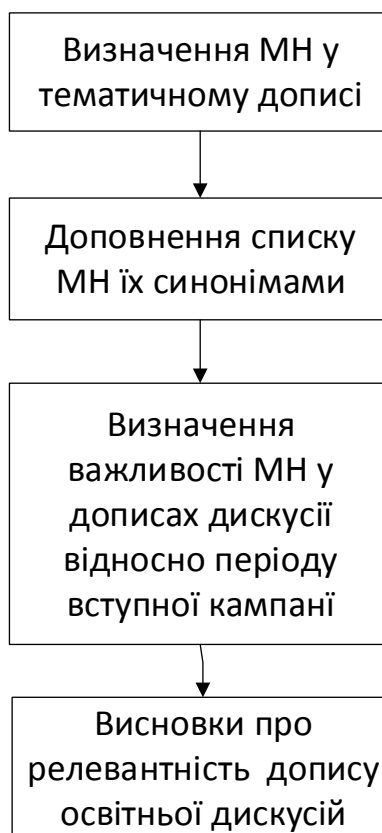 Визначення МН у
тематичному дописі
Доповнення списку
МН їх синонімами
Визначення
важливості МН у
дописах дискусії
відносно періоду
вступної кампанї
Висновки про
релевантність допису
освітньої дискусій